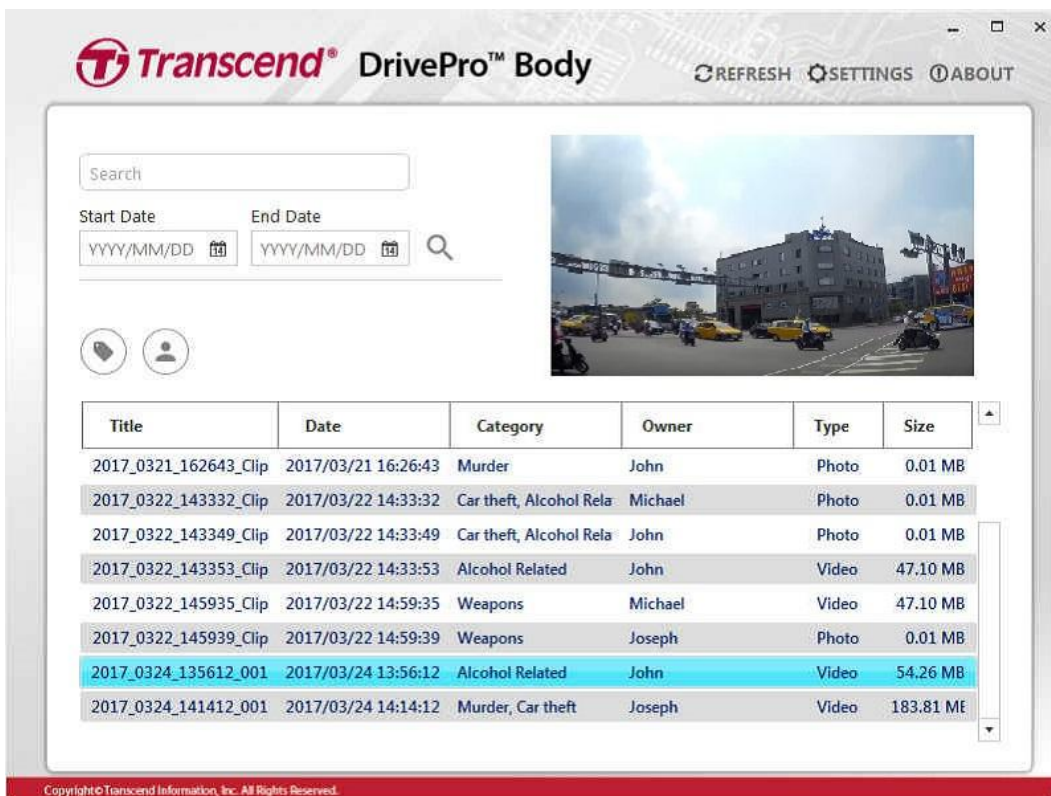 Transcend® DrivePro™ Body
REFRESH SETTINGS ABOUT
Search
Start Date End Date
YYYY/MM/DD 14 YYYY/MM/DD 14
Title Date Category Owner Type Size
2017_0321_162643_Clip 2017/03/21 16:26:43 Murder John Photo 0.01 MB
2017_0322_143332_Clip 2017/03/22 14:33:32 Car theft, Alcohol Rela Michael Photo 0.01 MB
2017_0322_143349_Clip 2017/03/22 14:33:49 Car theft, Alcohol Rela John Photo 0.01 MB
2017_0322_143353_Clip 2017/03/22 14:33:53 Alcohol Related John Video 47.10 MB
2017_0322_145935_Clip 2017/03/22 14:59:35 Weapons Michael Video 47.10 MB
2017_0322_145939_Clip 2017/03/22 14:59:39 Weapons Joseph Photo 0.01 MB
2017_0324_135612_001 2017/03/24 13:56:12 Alcohol Related John Video 54.26 MB
2017_0324_141412_001 2017/03/24 14:14:12 Murder, Car theft Joseph Video 183.81 ME
Copyright©Transcend Information, Inc. All Rights Reserved.